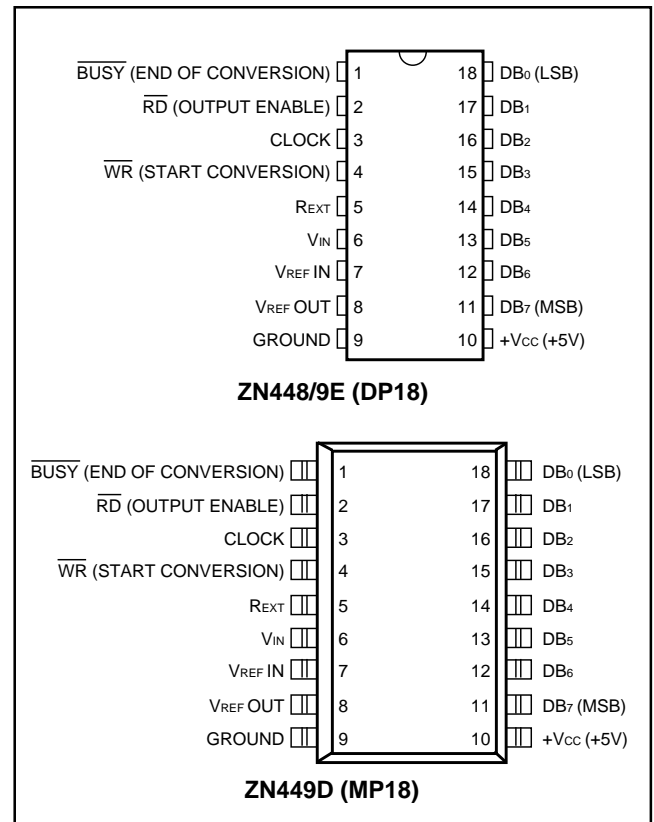 BUSY (END OF CONVERSION) 1 18 DB0 (LSB)
RD (OUTPUT ENABLE) 2 17 DB1
CLOCK 3 16 DB2
WR (START CONVERSION) 4 15 DB3
REXT 5 14 DB4
VIN 6 13 DB5
VREF IN 7 12 DB6
VREF OUT 8 11 DB7 (MSB)
GROUND 9 10 +VCC (+5V)
ZN448/9E (DP18)
BUSY (END OF CONVERSION) 1 18 DB0 (LSB)
RD (OUTPUT ENABLE) 2 17 DB1
CLOCK 3 16 DB2
WR (START CONVERSION) 4 15 DB3
REXT 5 14 DB4
VIN 6 13 DB5
VREF IN 7 12 DB6
VREF OUT 8 11 DB7 (MSB)
GROUND 9 10 +VCC (+5V)
ZN449D (MP18)